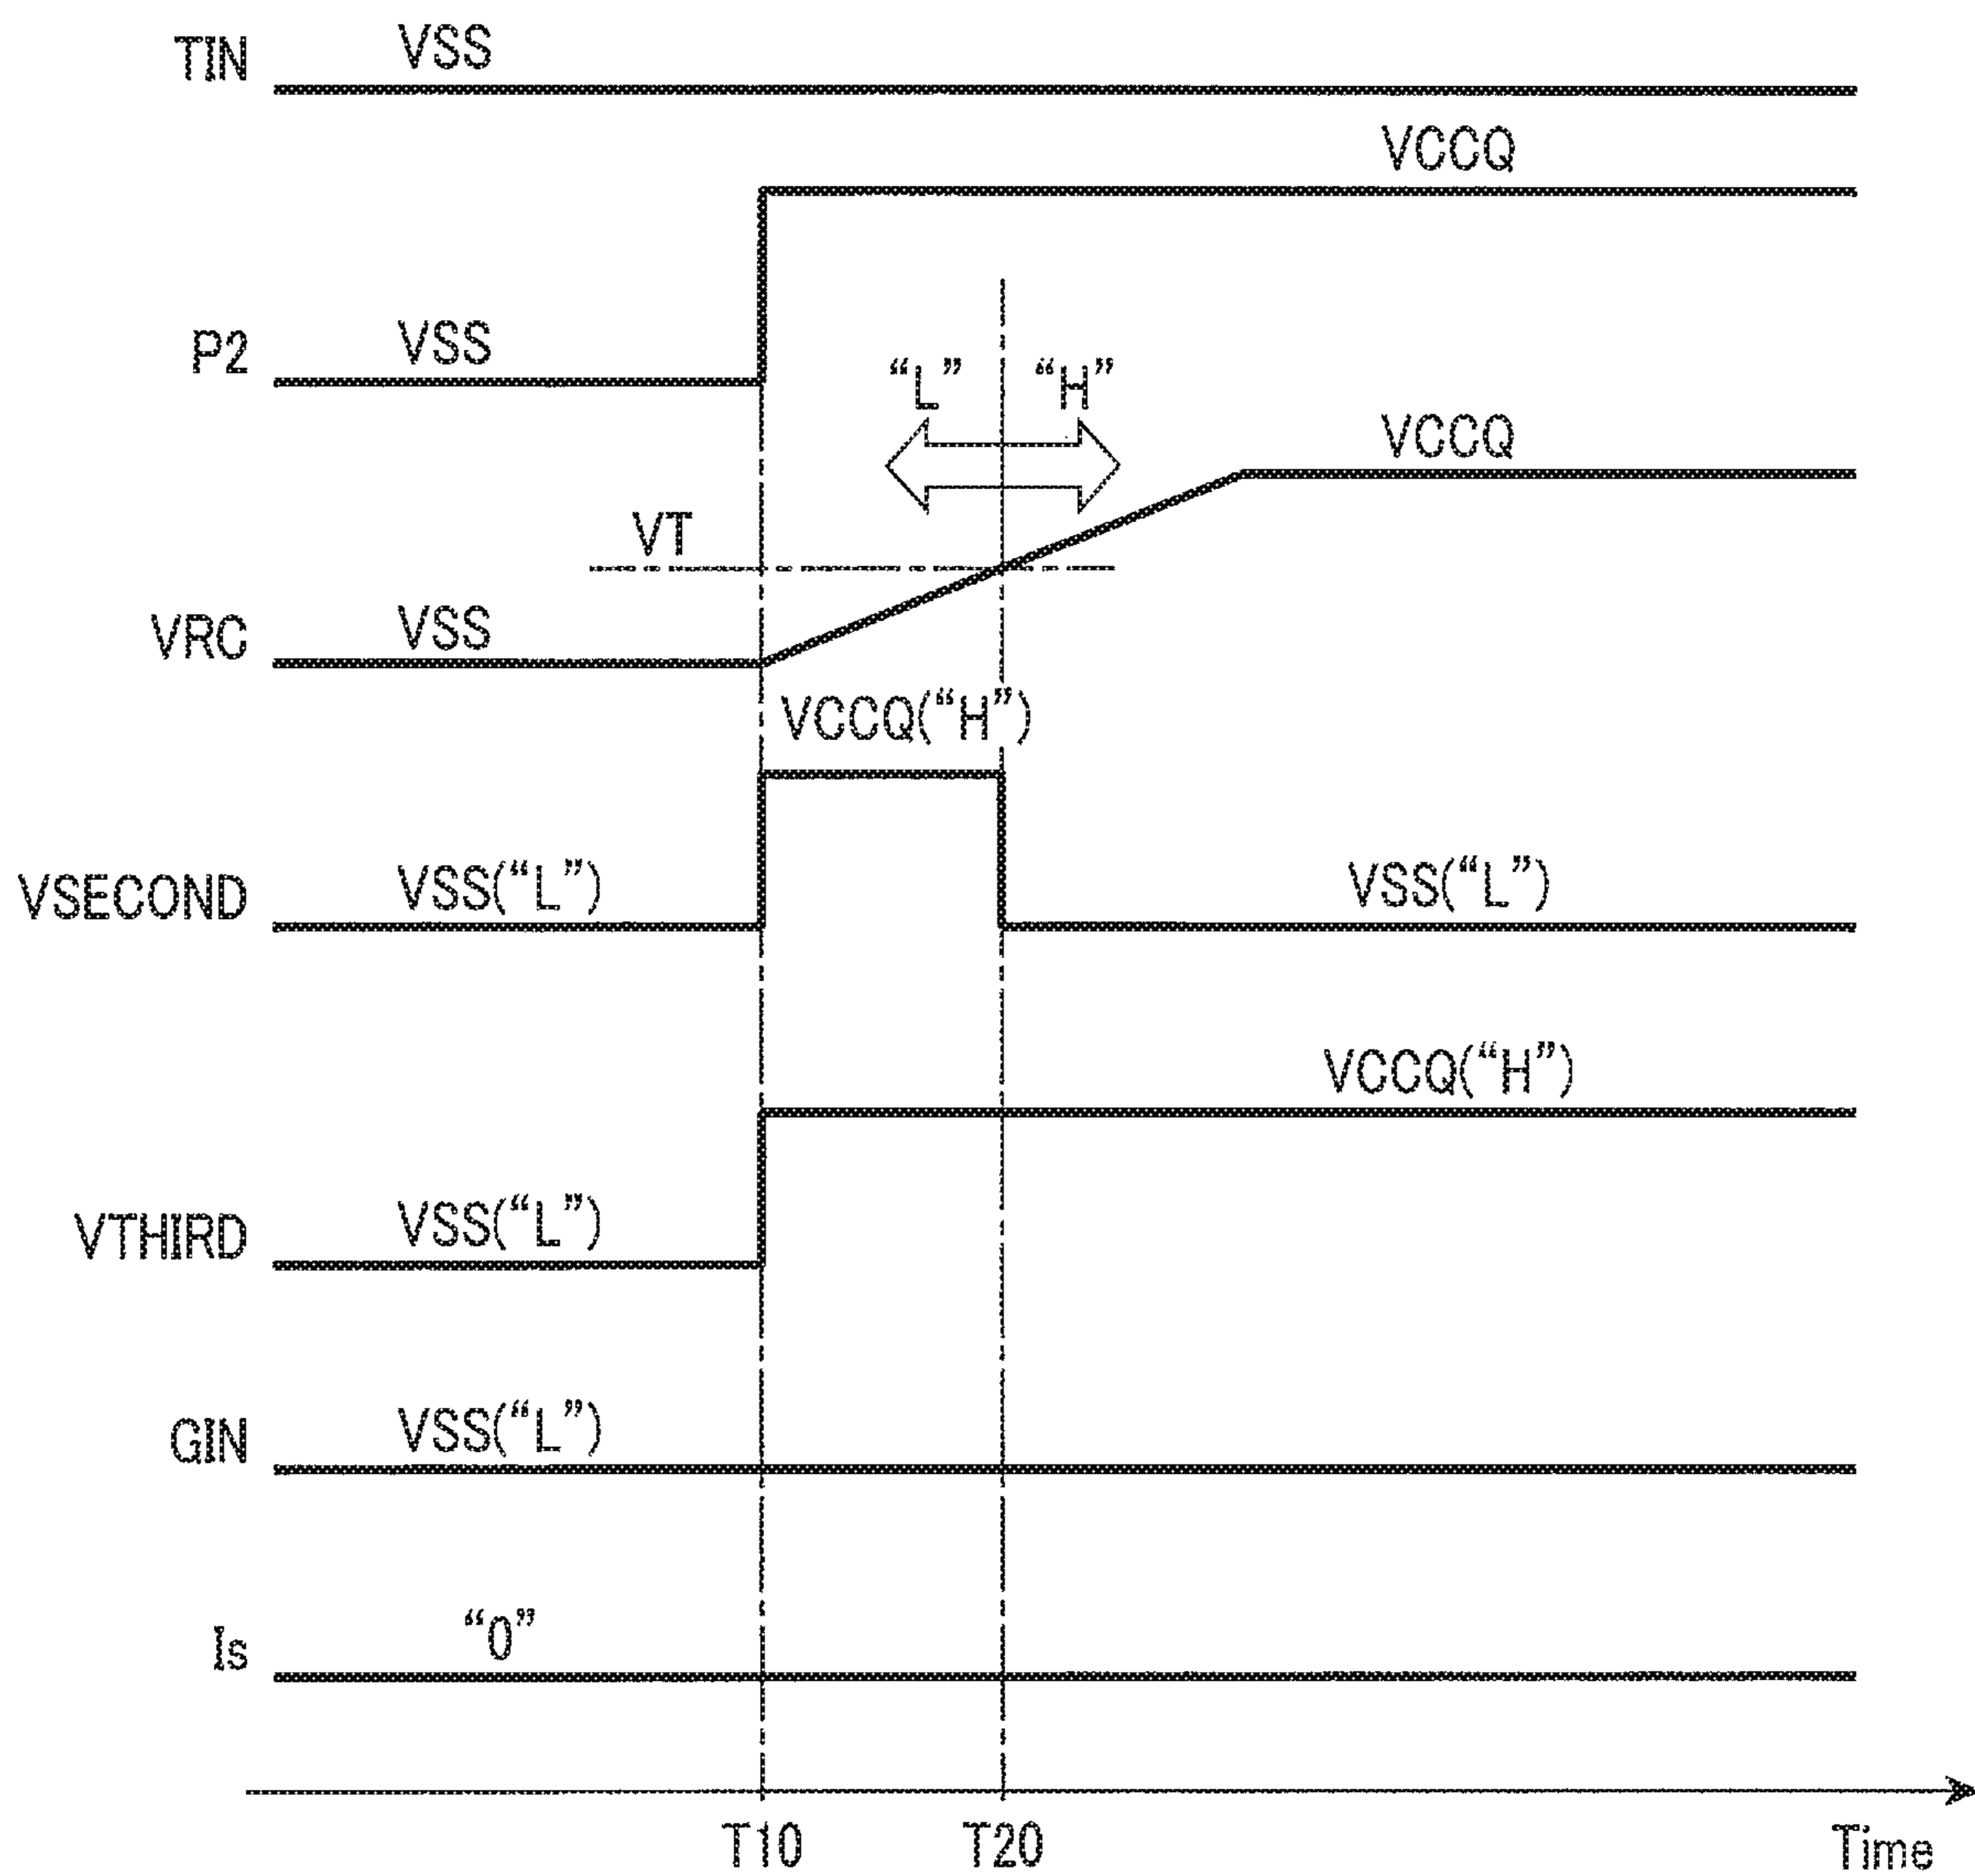 TIN VSS
VCCQ
P2 VSS
“L” “H”
VCCQ
VT
VRC VSS
VCCQ(“H”)
VSECOND VSS(“L”) VSS(“L”)
VCCQ(“H”)
VTHIRD VSS(“L”)
GIN VSS(“L”)
Is “0”
T10 T20 Time